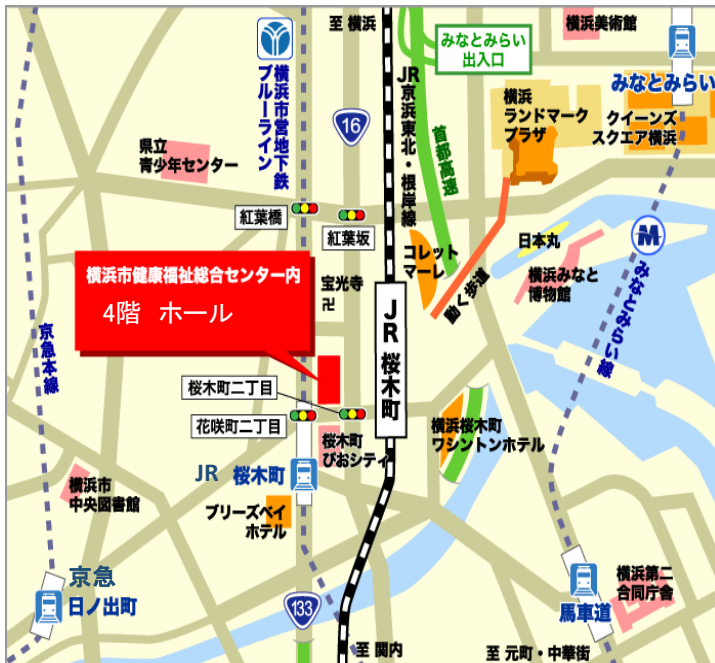 至 横浜
みなとみらい
出入口
横浜美術館
みなとみらい
横浜市営地下鉄
ブルーライン
16
JR京浜東北・根岸線
首都高速
横浜
ランドマーク
プラザ
クイーンズ
スクエア横浜
県立
青少年センター
紅葉橋
紅葉坂
コレット
マーレ
日本丸
M
横浜みなと
博物館
みなとみらい線
動く歩道
横浜市健康福祉総合センター内
4階 ホール
宝光寺
卍
JR桜木町
京急本線
桜木町二丁目
花咲町二丁目
桜木町
ぴおシティ
横浜桜木町
ワシントンホテル
JR 桜木町
横浜市
中央図書館
ブリーズベイ
ホテル
京急
日ノ出町
133
馬車道
横浜第二
合同庁舎
至 関内
至 元町・中華街